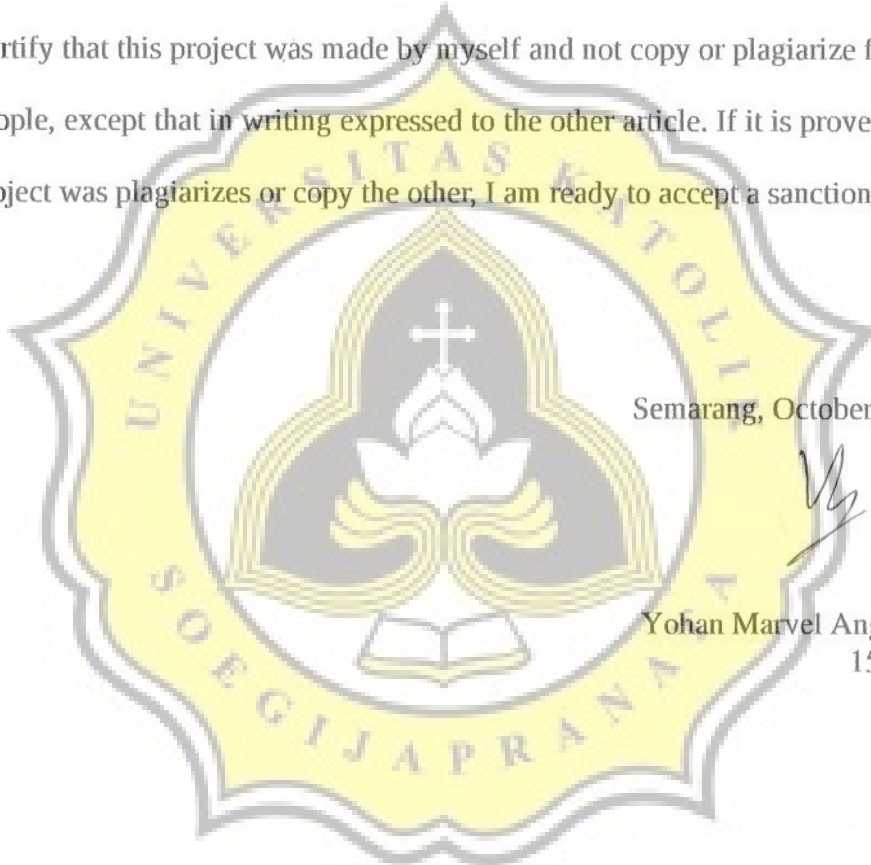 rtify that this project was made by myself and not copy or plagiarize f
ople, except that in writing expressed to the other article. If it is prove
oject was plagiarizes or copy the other, I am ready to accept a sanction
UNIVERSITAS KATOLIK
SOEGIJAPRANATA
Semarang, October
Yohan Marvel Ang
15